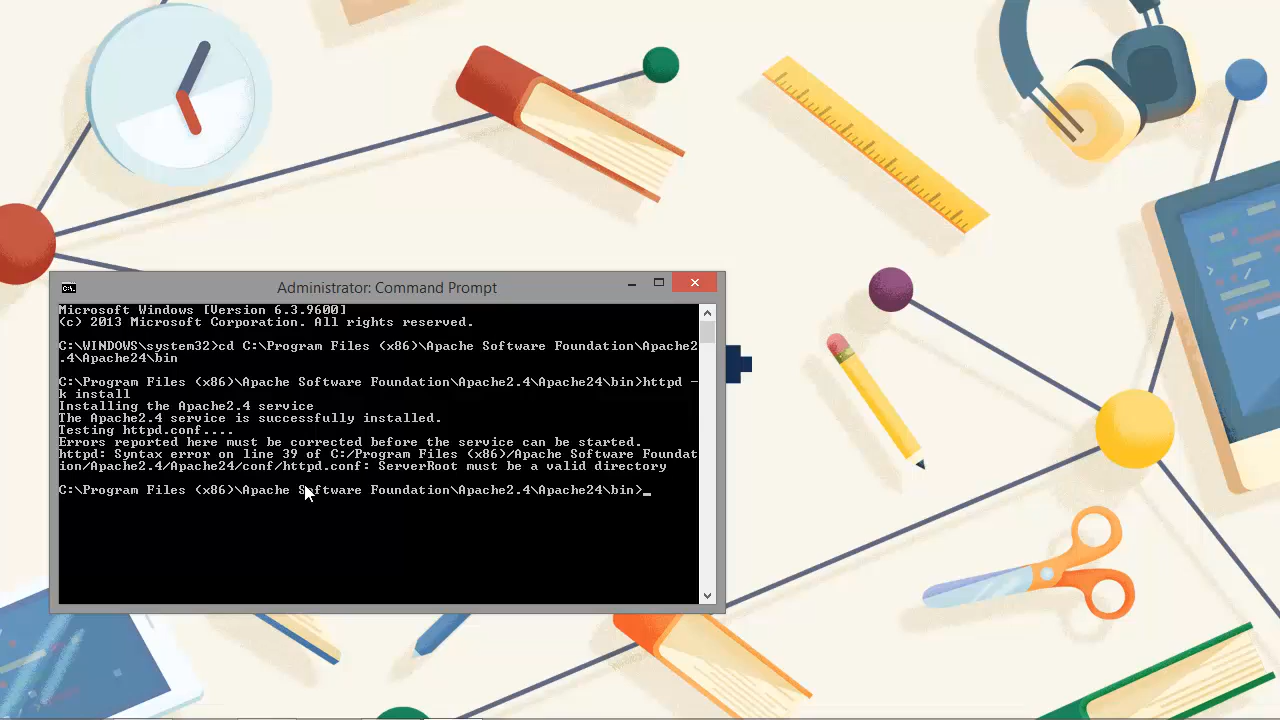 Administrator: Command Prompt
Microsoft Windows [Version 6.3.9600]
(c) 2013 Microsoft Corporation. All rights reserved.
C:\WINDOWS\system32>cd C:\Program Files (x86)\Apache Software Foundation\Apache2
.4\Apache24\bin
C:\Program Files (x86)\Apache Software Foundation\Apache2.4\Apache24\bin>httpd -
k install
Installing the Apache2.4 service
The Apache2.4 service is successfully installed.
Testing httpd.conf....
Errors reported here must be corrected before the service can be started.
httpd: Syntax error on line 39 of C:/Program Files (x86)/Apache Software Foundat
ion/Apache2.4/Apache24/conf/httpd.conf: ServerRoot must be a valid directory
C:\Program Files (x86)\Apache Software Foundation\Apache2.4\Apache24\bin>_